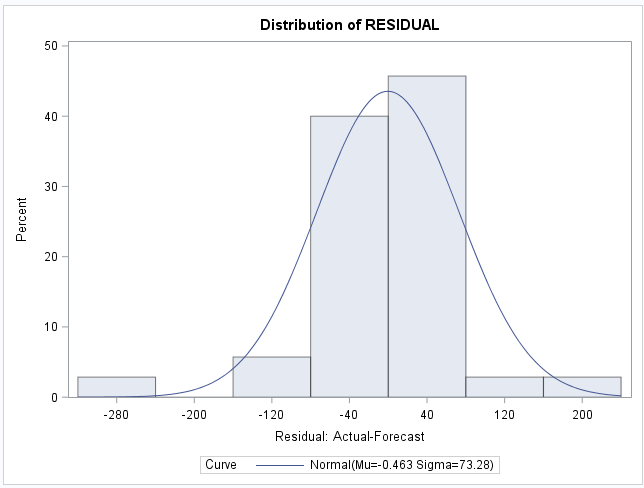 Distribution of RESIDUAL
50
40
30
20
10
0
Percent
-280 -200 -120 -40 40 120 200
Residual: Actual-Forecast
Curve Normal(Mu=-0.463 Sigma=73.28)